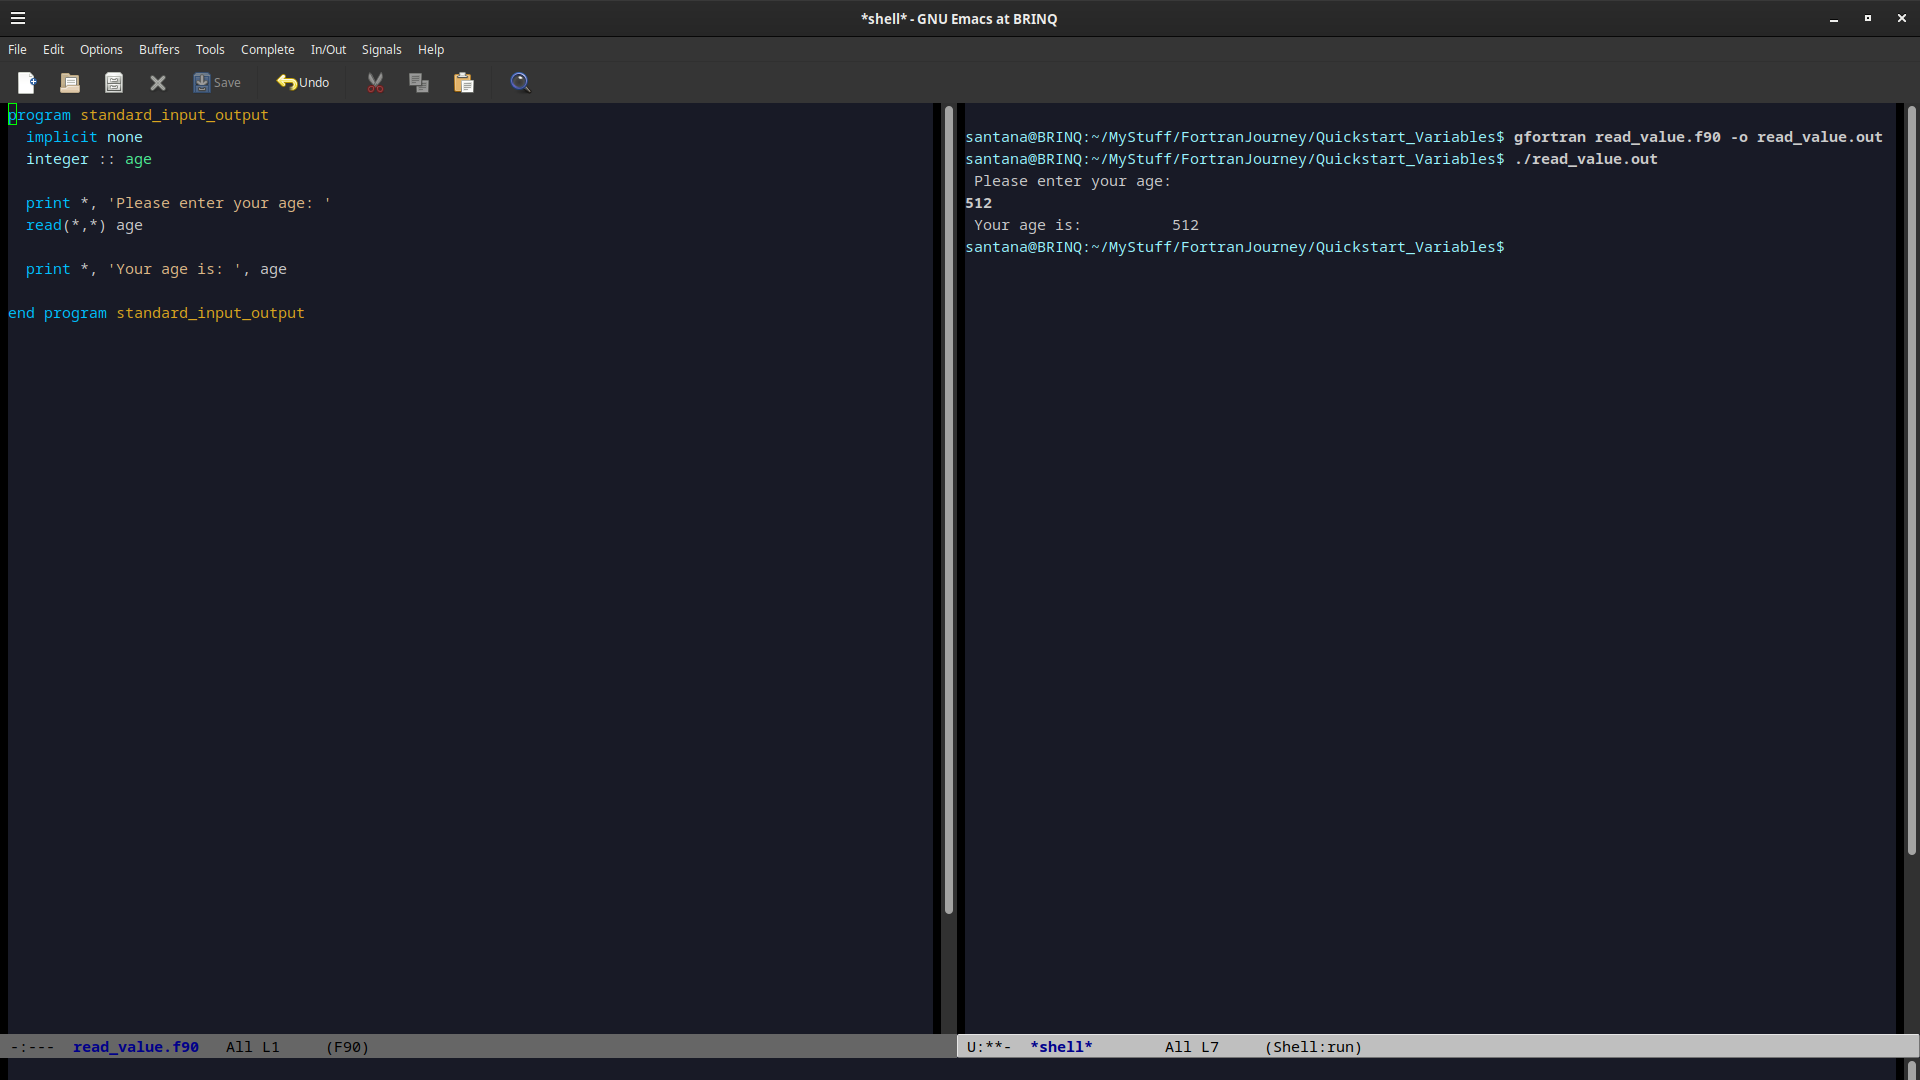 *shell* - GNU Emacs at BRINQ
File Edit Options Buffers Tools Complete In/Out Signals Help
Save Undo
program standard_input_output
  implicit none
  integer :: age

  print *, 'Please enter your age: '
  read(*,*) age

  print *, 'Your age is: ', age

end program standard_input_output
-:---  read_value.f90   All L1     (F90)
santana@BRINQ:~/MyStuff/FortranJourney/Quickstart_Variables$ gfortran read_value.f90 -o read_value.out
santana@BRINQ:~/MyStuff/FortranJourney/Quickstart_Variables$ ./read_value.out
 Please enter your age:
512
 Your age is:          512
santana@BRINQ:~/MyStuff/FortranJourney/Quickstart_Variables$
U:**-  *shell*        All L7     (Shell:run)